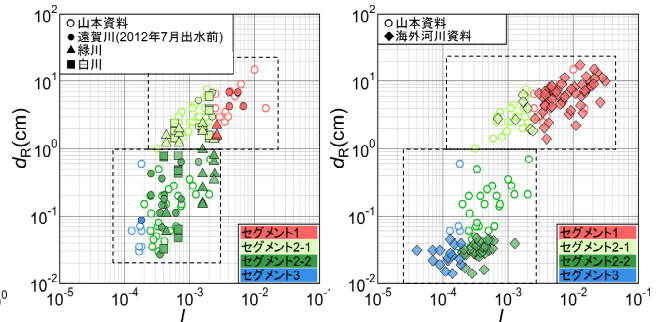 ○ 山本資料
● 遠賀川(2012年7月出水前)
▲ 緑川
■ 白川
d_R(cm)
10²
10¹
10⁰
10⁻¹
10⁻²
セグメント1
セグメント2-1
セグメント2-2
セグメント3
10⁻⁵
10⁻⁴
10⁻³
10⁻²
10⁻¹
I
○ 山本資料
◆ 海外河川資料
d_R(cm)
10²
10¹
10⁰
10⁻¹
10⁻²
セグメント1
セグメント2-1
セグメント2-2
セグメント3
10⁻⁵
10⁻⁴
10⁻³
10⁻²
10⁻¹
I